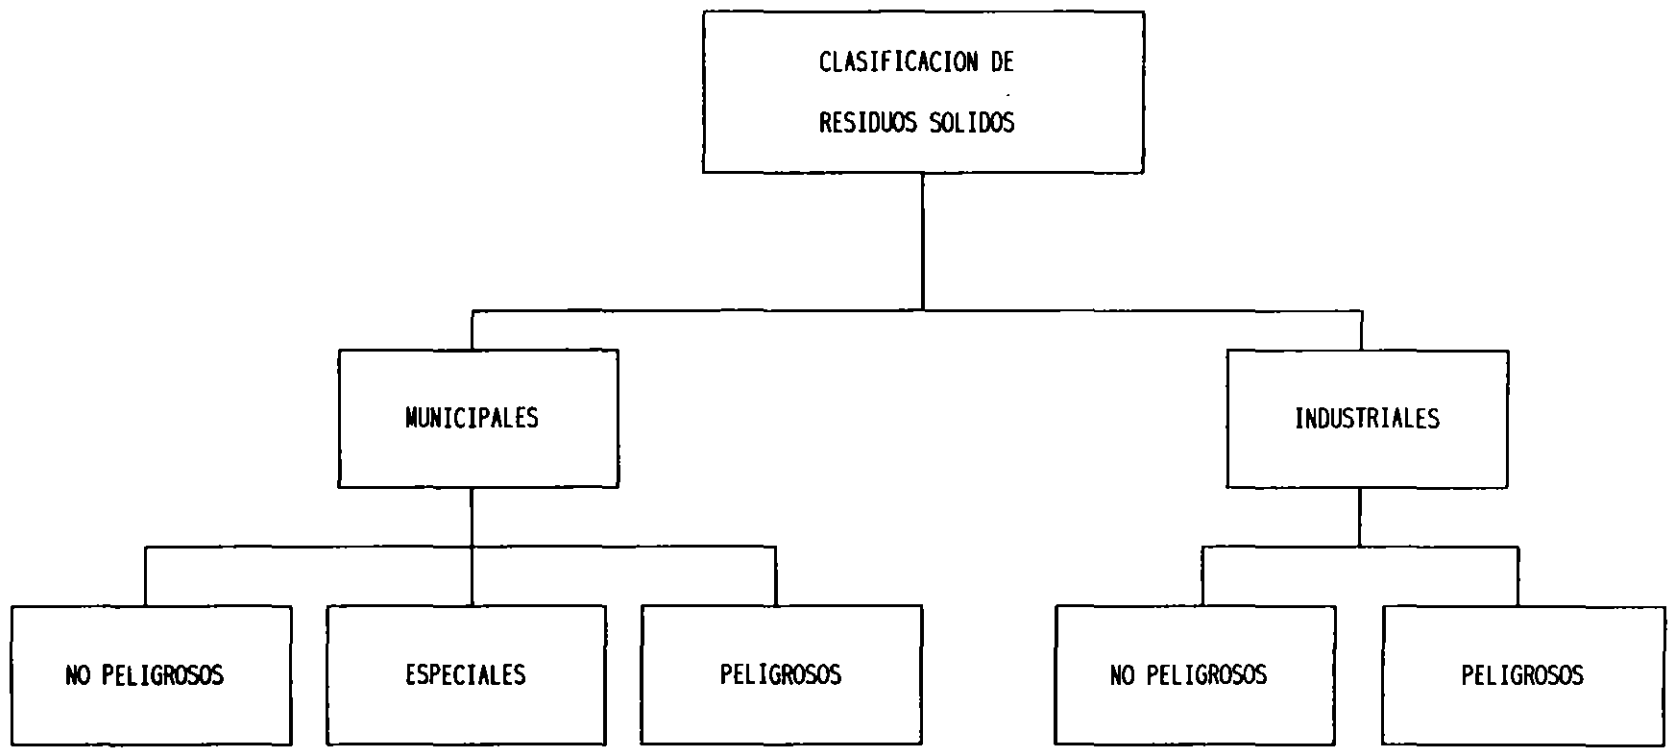 CLASIFICACION DE
RESIDUOS SOLIDOS
MUNICIPALES
INDUSTRIALES
NO PELIGROSOS
ESPECIALES
PELIGROSOS
NO PELIGROSOS
PELIGROSOS